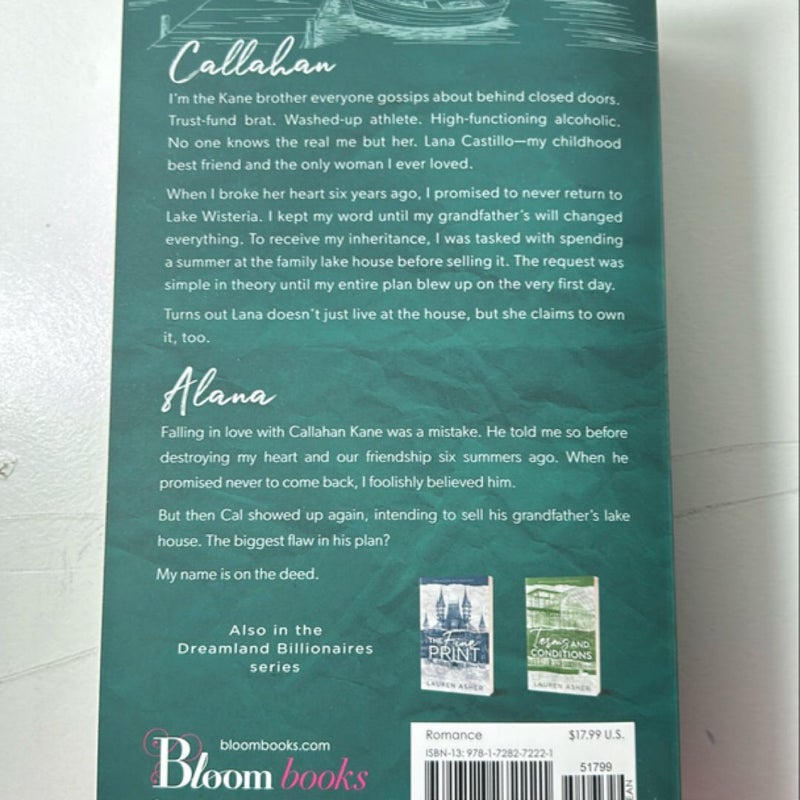 Callahan
I'm the Kane brother everyone gossips about behind closed doors.
Trust-fund brat. Washed-up athlete. High-functioning alcoholic.
No one knows the real me but her. Lana Castillo—my childhood
best friend and the only woman I ever loved.
When I broke her heart six years ago, I promised to never return to
Lake Wisteria. I kept my word until my grandfather's will changed
everything. To receive my inheritance, I was tasked with spending
a summer at the family lake house before selling it. The request was
simple in theory until my entire plan blew up on the very first day.
Turns out Lana doesn't just live at the house, but she claims to own
it, too.
Alana
Falling in love with Callahan Kane was a mistake. He told me so before
destroying my heart and our friendship six summers ago. When he
promised never to come back, I foolishly believed him.
But then Cal showed up again, intending to sell his grandfather's lake
house. The biggest flaw in his plan?
My name is on the deed.
Also in the
Dreamland Billionaires
series
THE Fine
PRINT
LAUREN ASHER
Terms AND
CONDITIONS
LAUREN ASHER
bloombooks.com
Bloom books
Romance $17.99 U.S.
ISBN-13: 978-1-7282-7222-1
51799
EAN